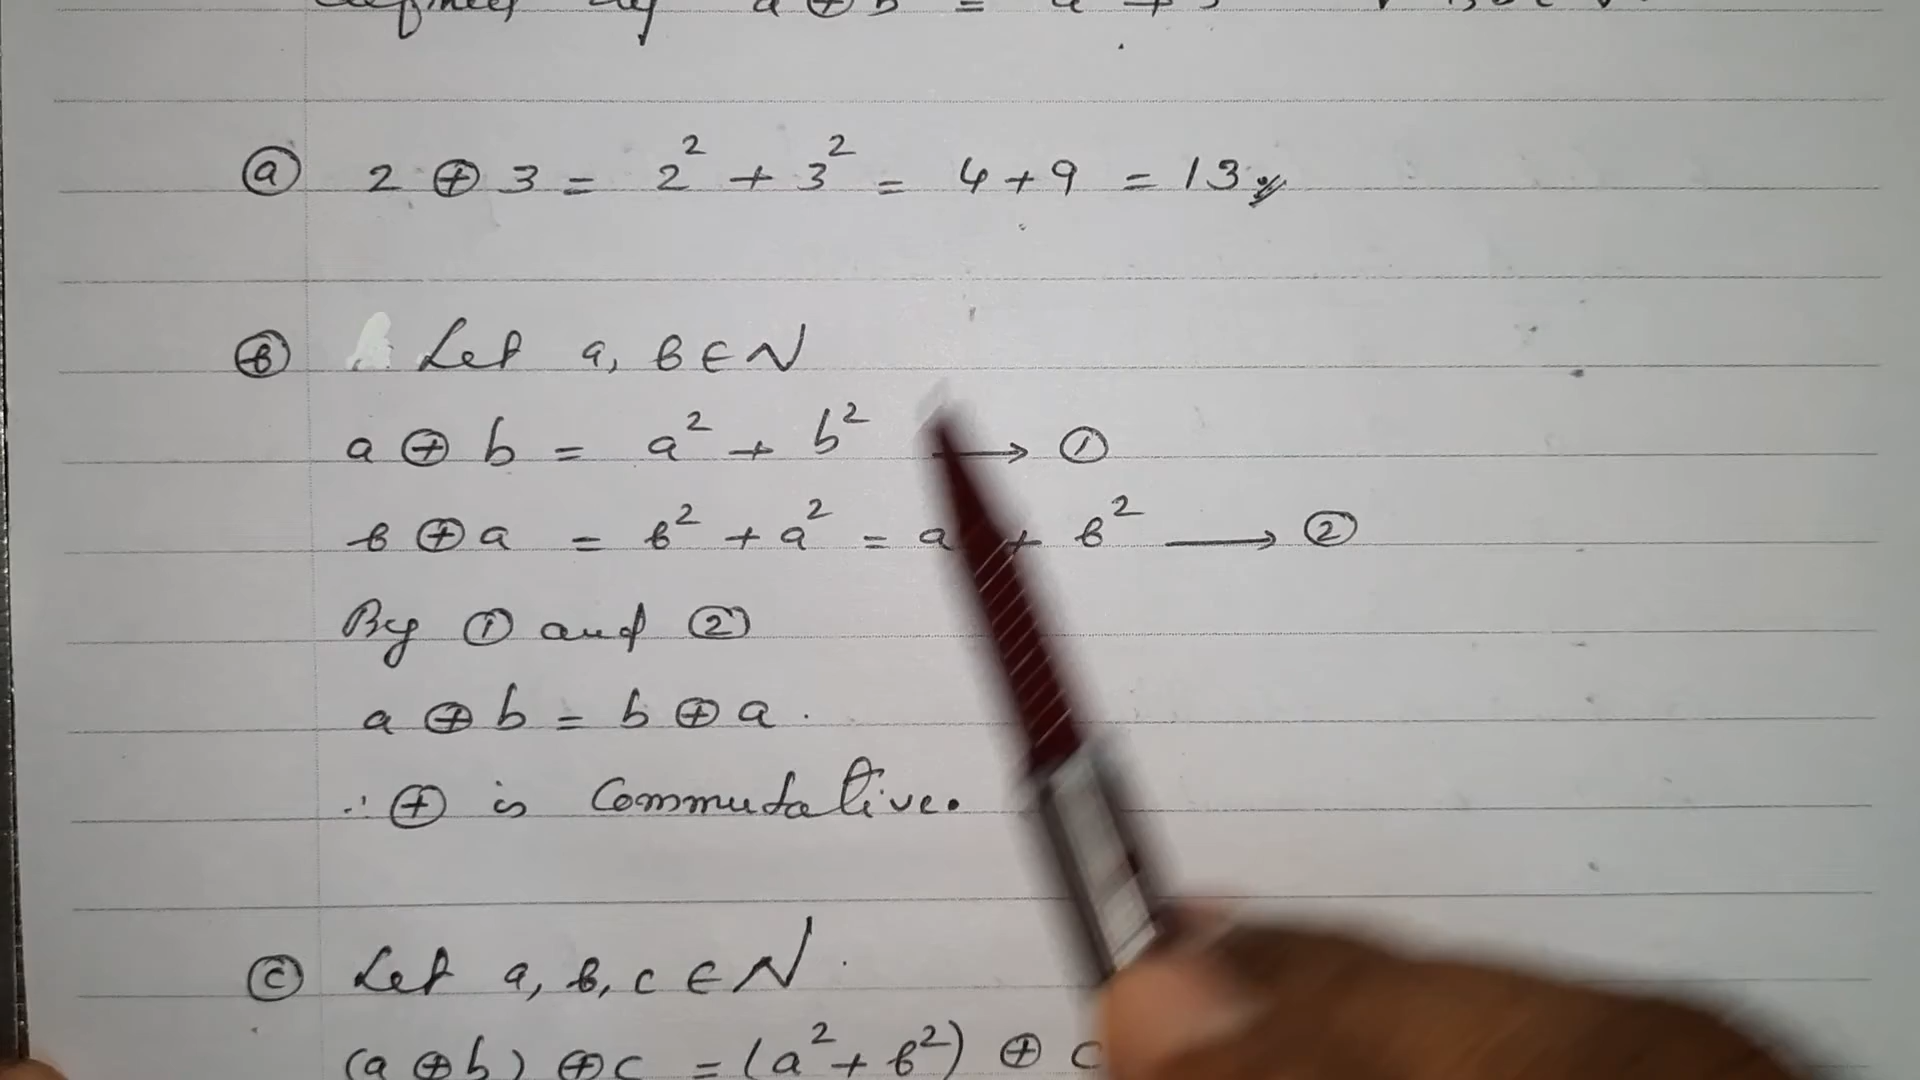 a ⊕ b =
ⓐ 2 ⊕ 3 = 2² + 3² = 4 + 9 = 13
ⓑ Let a, b ∈ N
a ⊕ b = a² + b² ⟶ ①
b ⊕ a = b² + a² = a + b² ⟶ ②
By ① and ②
a ⊕ b = b ⊕ a.
∴ ⊕ is Commutative.
ⓒ Let a, b, c ∈ N.
(a ⊕ b) ⊕ c = (a² + b²) ⊕ c